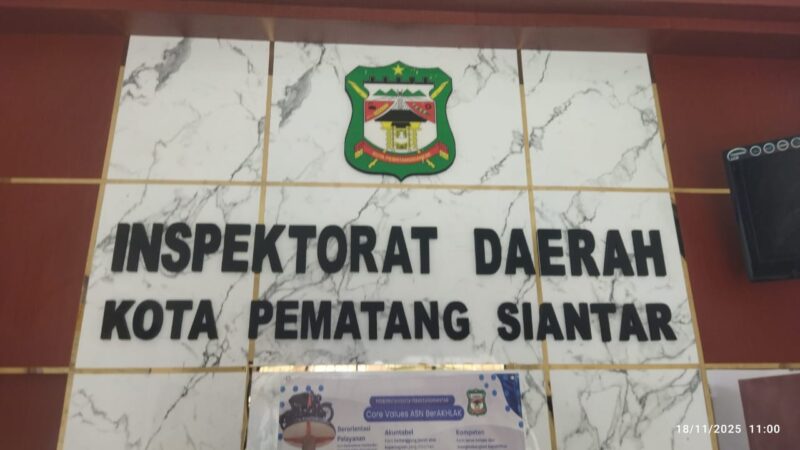 INSPEKTORAT DAERAH
KOTA PEMATANG SIANTAR
Core Values ASN BerAKHLAK
Berorientasi
Pelayanan
Akuntabel
Kompeten
18/11/2025 11:00